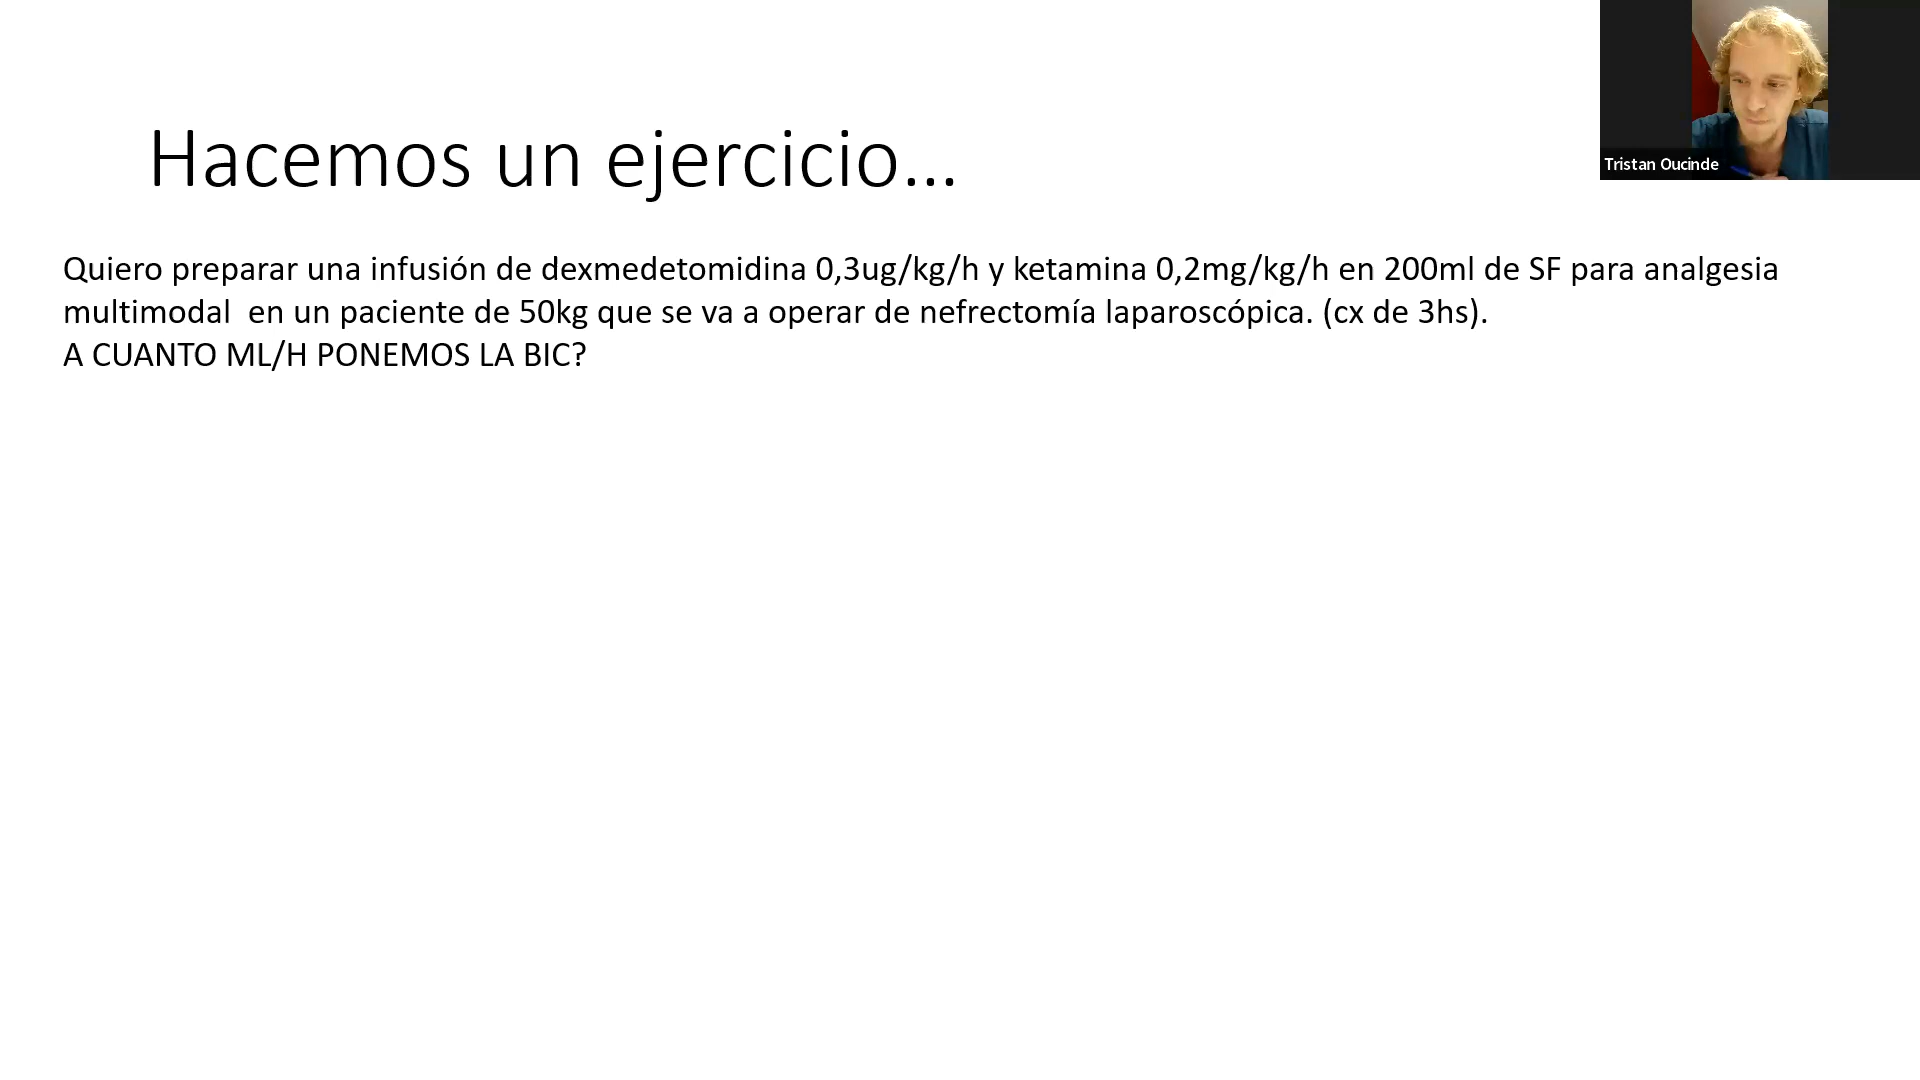 Hacemos un ejercicio...
Tristan Oucinde
Quiero preparar una infusión de dexmedetomidina 0,3ug/kg/h y ketamina 0,2mg/kg/h en 200ml de SF para analgesia
multimodal  en un paciente de 50kg que se va a operar de nefrectomía laparoscópica. (cx de 3hs).
A CUANTO ML/H PONEMOS LA BIC?